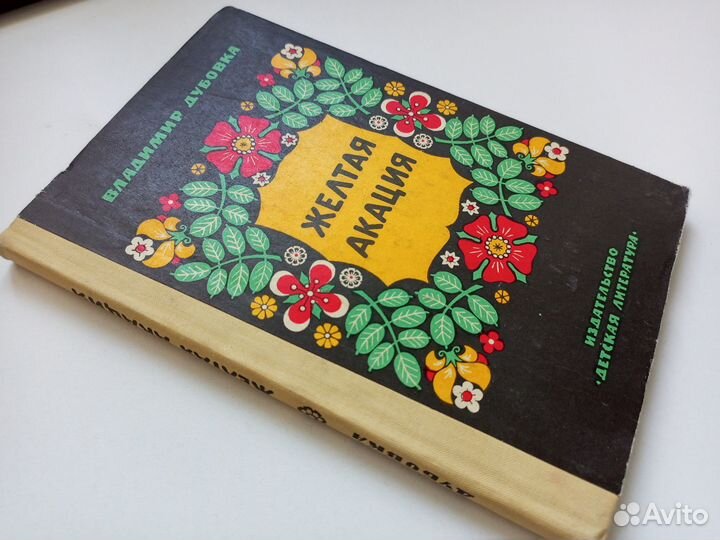 ВЛАДИМИР ДУБОВКА
ЖЕЛТАЯ
АКАЦИЯ
ИЗДАТЕЛЬСТВО
·ДЕТСКАЯ ЛИТЕРАТУРА·
ДУБОВКА ЖЕЛТАЯ АКАЦИЯ
Avito